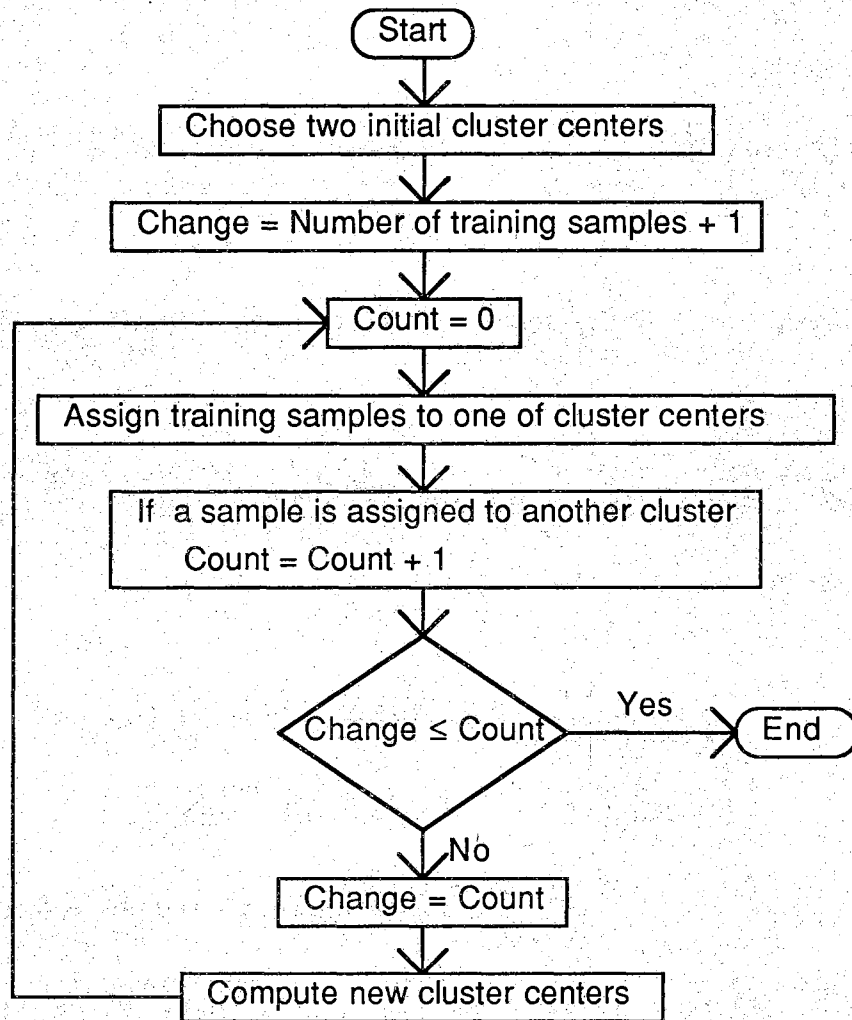 Start
Choose two initial cluster centers
Change = Number of training samples + 1
Count = 0
Assign training samples to one of cluster centers
If a sample is assigned to another cluster
Count = Count + 1
Change ≤ Count
Yes
End
No
Change = Count
Compute new cluster centers